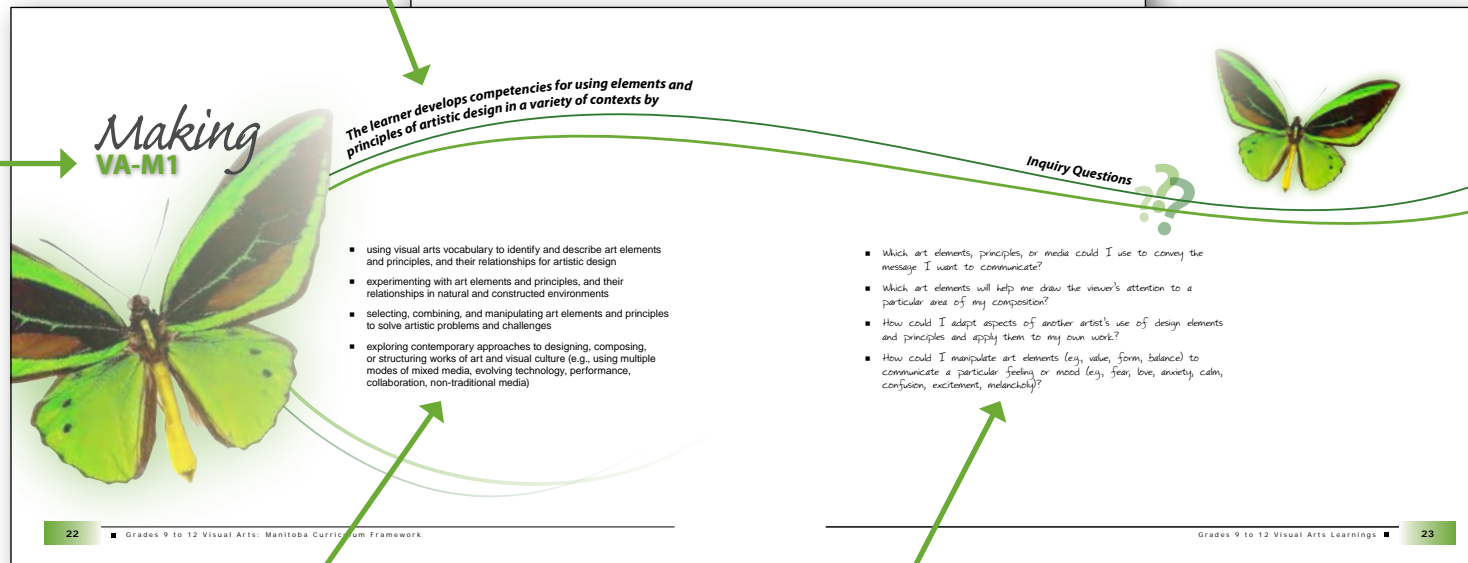 Making
VA-M1
The learner develops competencies for using elements and
principles of artistic design in a variety of contexts by
■ using visual arts vocabulary to identify and describe art elements
and principles, and their relationships for artistic design
■ experimenting with art elements and principles, and their
relationships in natural and constructed environments
■ selecting, combining, and manipulating art elements and principles
to solve artistic problems and challenges
■ exploring contemporary approaches to designing, composing,
or structuring works of art and visual culture (e.g., using multiple
modes of mixed media, evolving technology, performance,
collaboration, non-traditional media)
22 ■ Grades 9 to 12 Visual Arts: Manitoba Curriculum Framework
Inquiry Questions
???
■ Which art elements, principles, or media could I use to convey the
message I want to communicate?
■ Which art elements will help me draw the viewer's attention to a
particular area of my composition?
■ How could I adapt aspects of another artist's use of design elements
and principles and apply them to my own work?
■ How could I manipulate art elements (e.g., value, form, balance) to
communicate a particular feeling or mood (e.g., fear, love, anxiety, calm,
confusion, excitement, melancholy)?
Grades 9 to 12 Visual Arts Learnings ■ 23